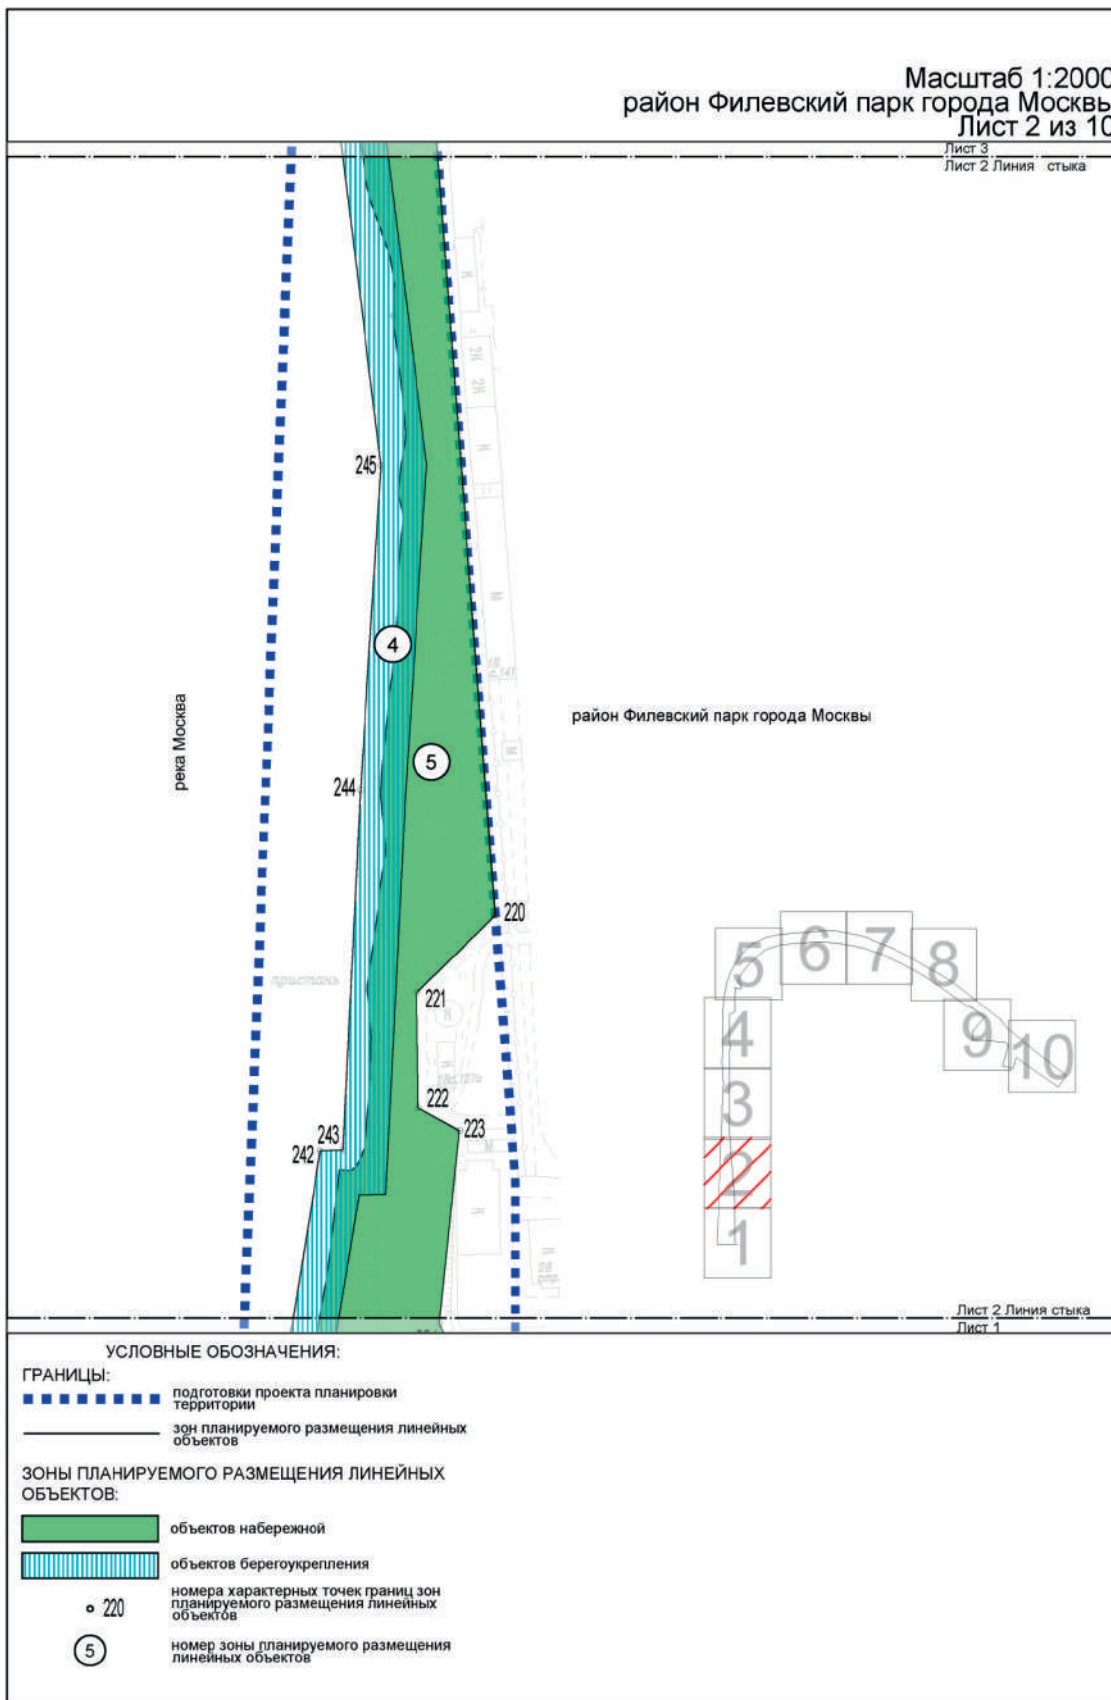 Масштаб 1:2000
район Филевский парк города Москвы
Лист 2 из 10
Лист 3
Лист 2 Линия стыка
245
4
река Москва
район Филевский парк города Москвы
5
244
220
пристань
221
222
223
243
242
5 6 7 8
4 9 10
3
2
1
Лист 2 Линия стыка
Лист 1
УСЛОВНЫЕ ОБОЗНАЧЕНИЯ:
ГРАНИЦЫ:
подготовки проекта планировки
территории
зон планируемого размещения линейных
объектов
ЗОНЫ ПЛАНИРУЕМОГО РАЗМЕЩЕНИЯ ЛИНЕЙНЫХ
ОБЪЕКТОВ:
объектов набережной
объектов берегоукрепления
220
номера характерных точек границ зон
планируемого размещения линейных
объектов
5
номер зоны планируемого размещения
линейных объектов